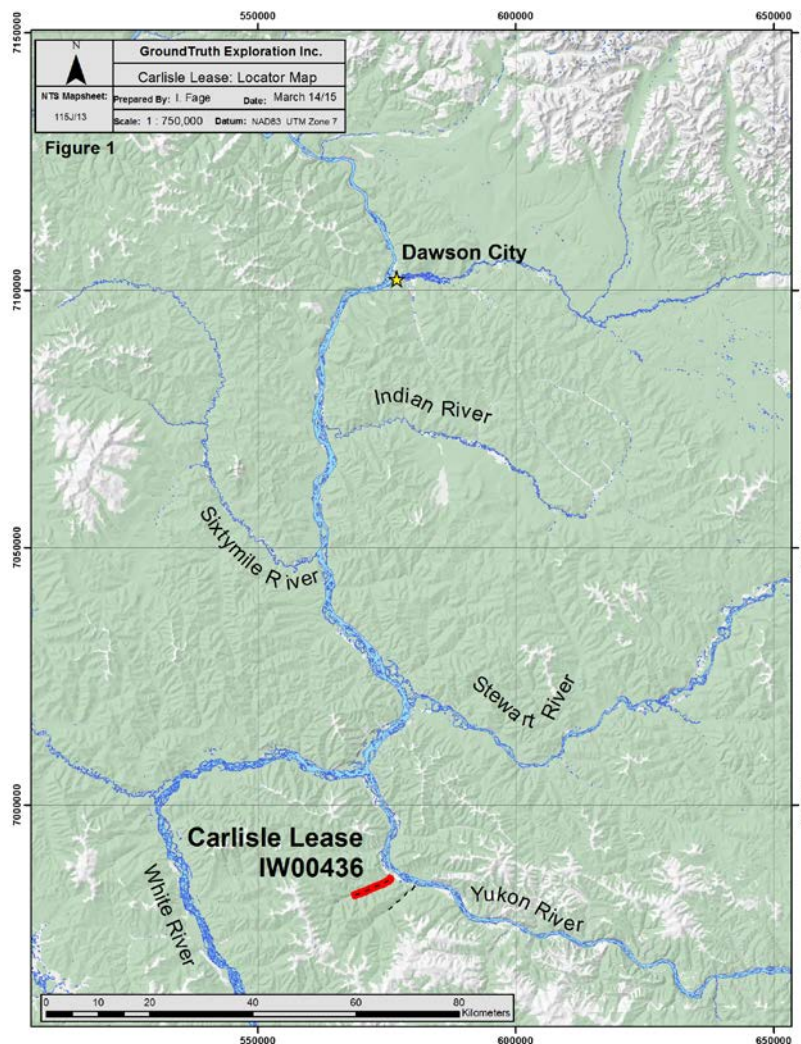 550000 600000 650000
7150000
N
GroundTruth Exploration Inc.
Carlisle Lease: Locator Map
NTS Mapsheet:
115J/13
Prepared By: I. Fage Date: March 14/15
Scale: 1 : 750,000 Datum: NAD83 UTM Zone 7
Figure 1
Dawson City
7100000
7100000
Indian River
Sixtymile River
7050000
7050000
Stewart River
7000000
7000000
Carlisle Lease
IW00436
White River
Yukon River
0 10 20 40 60 80
Kilometers
550000 600000 650000